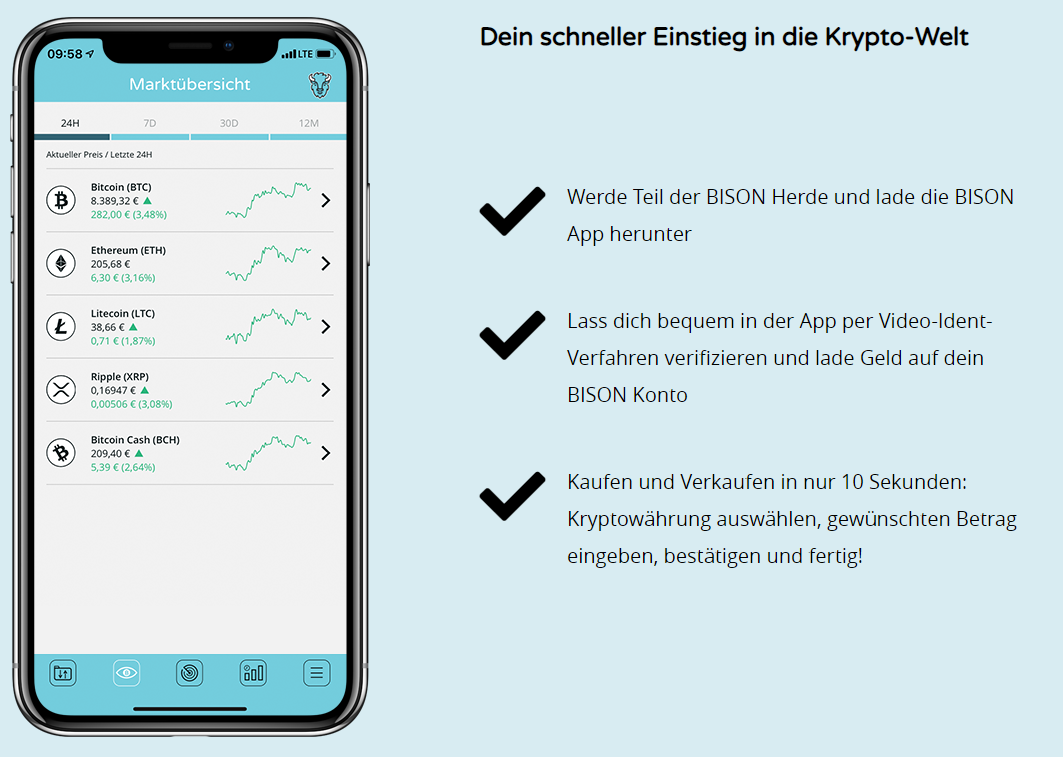 09:58
LTE
Marktübersicht
24H 7D 30D 12M
Aktueller Preis / Letzte 24H
Bitcoin (BTC)
8.389,32 € ▲
282,00 € (3,48%)
Ethereum (ETH)
205,68 €
6,30 € (3,16%)
Litecoin (LTC)
38,66 € ▲
0,71 € (1,87%)
Ripple (XRP)
0,16947 € ▲
0,00506 € (3,08%)
Bitcoin Cash (BCH)
209,40 € ▲
5,39 € (2,64%)
Dein schneller Einstieg in die Krypto-Welt
Werde Teil der BISON Herde und lade die BISON
App herunter
Lass dich bequem in der App per Video-Ident-
Verfahren verifizieren und lade Geld auf dein
BISON Konto
Kaufen und Verkaufen in nur 10 Sekunden:
Kryptowährung auswählen, gewünschten Betrag
eingeben, bestätigen und fertig!